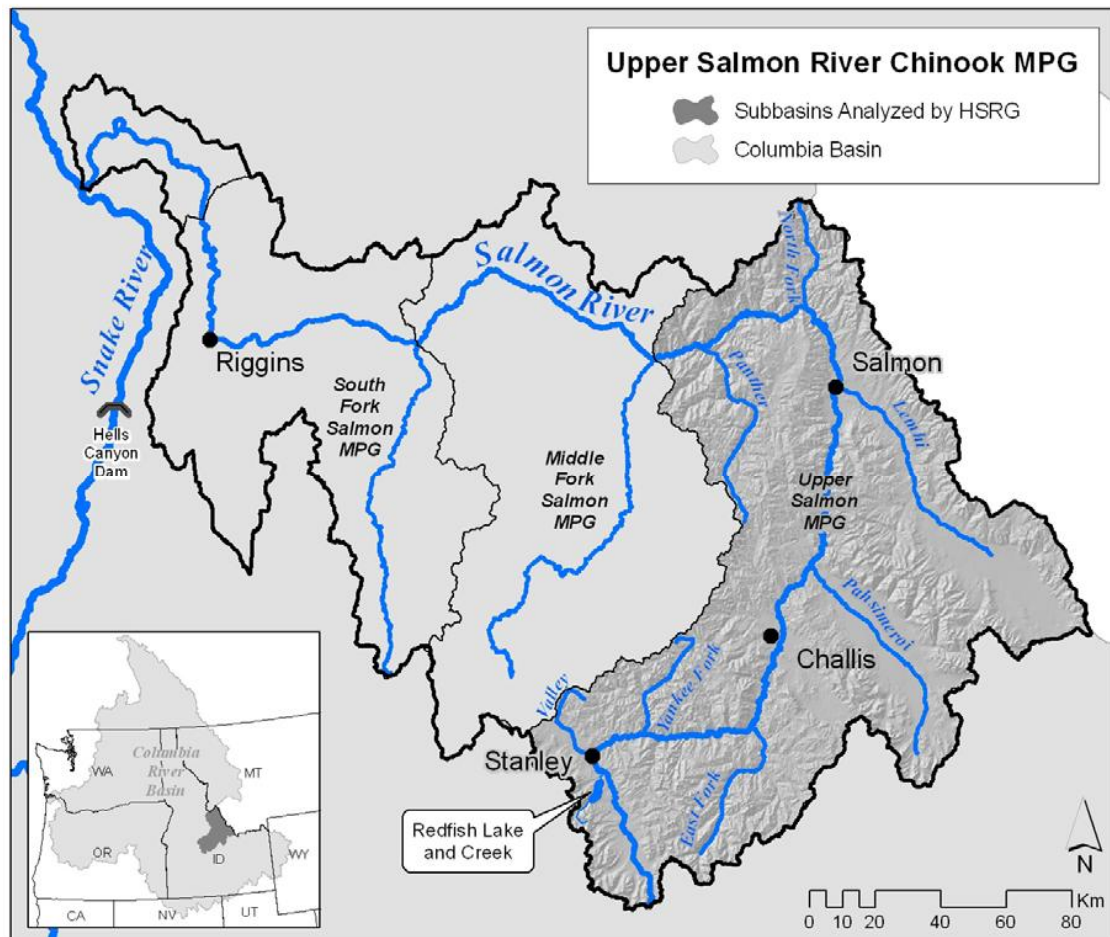 Upper Salmon River Chinook MPG
Subbasins Analyzed by HSRG
Columbia Basin
North Fork
Salmon River
Snake River
Riggins
Panther
Salmon
Lemhi
South
Fork
Salmon
MPG
Hells
Canyon
Dam
Middle
Fork
Salmon
MPG
Upper
Salmon
MPG
Pahsimeroi
Challis
Yankee Fork
Valley
Stanley
East Fork
Redfish Lake
and Creek
WA
Columbia
River
Basin
MT
OR
ID
WY
CA
NV
UT
N
Km
0 10 20 40 60 80